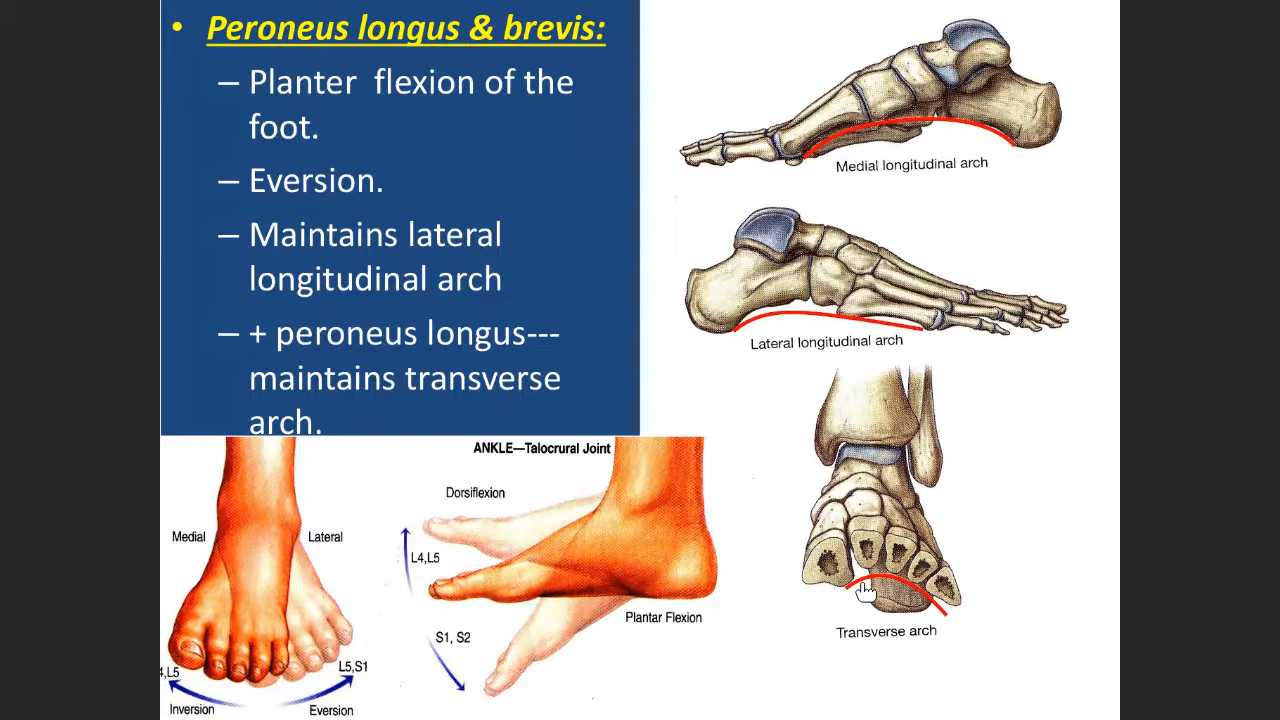 • Peroneus longus & brevis:
– Planter flexion of the
foot.
– Eversion.
– Maintains lateral
longitudinal arch
– + peroneus longus---
maintains transverse
arch.
Medial longitudinal arch
Lateral longitudinal arch
Transverse arch
ANKLE—Talocrural Joint
Dorsiflexion
L4,L5
Plantar Flexion
S1, S2
Medial
Lateral
4,L5
L5,S1
Inversion
Eversion